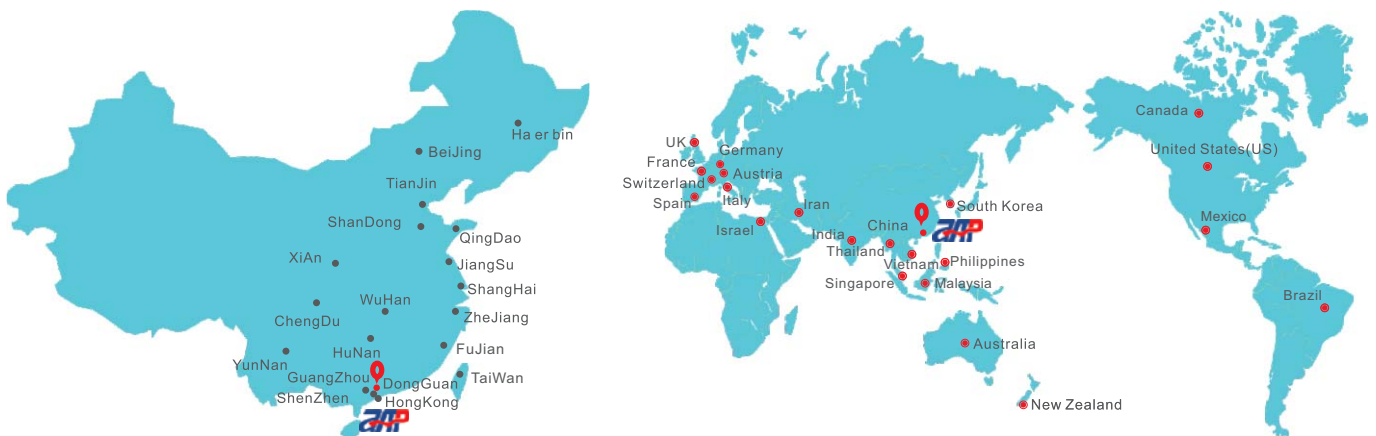 Ha er bin
BeiJing
TianJin
ShanDong
QingDao
XiAn
JiangSu
ShangHai
WuHan
ChengDu
ZheJiang
HuNan
FuJian
YunNan
GuangZhou
TaiWan
DongGuan
ShenZhen
HongKong
UK
Germany
France
Austria
Switzerland
Italy
Spain
Iran
Israel
South Korea
China
India
Thailand
Vietnam
Philippines
Singapore
Malaysia
Australia
New Zealand
Canada
United States(US)
Mexico
Brazil